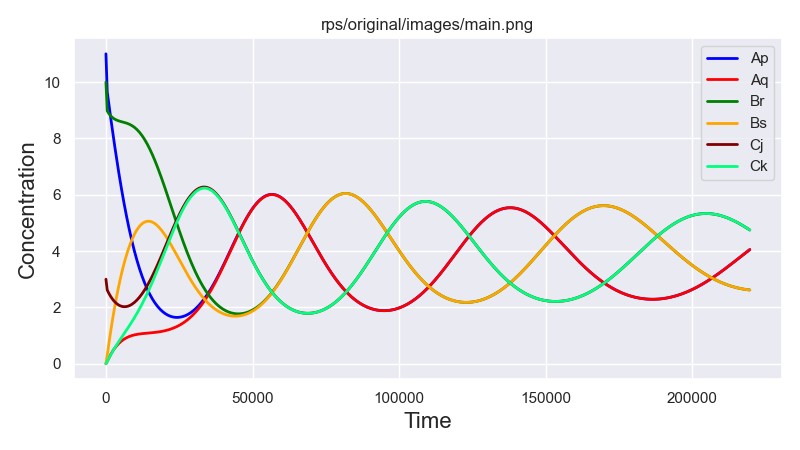 rps/original/images/main.png
Concentration
10
8
6
4
2
0
Ap
Aq
Br
Bs
Cj
Ck
0
50000
100000
150000
200000
Time